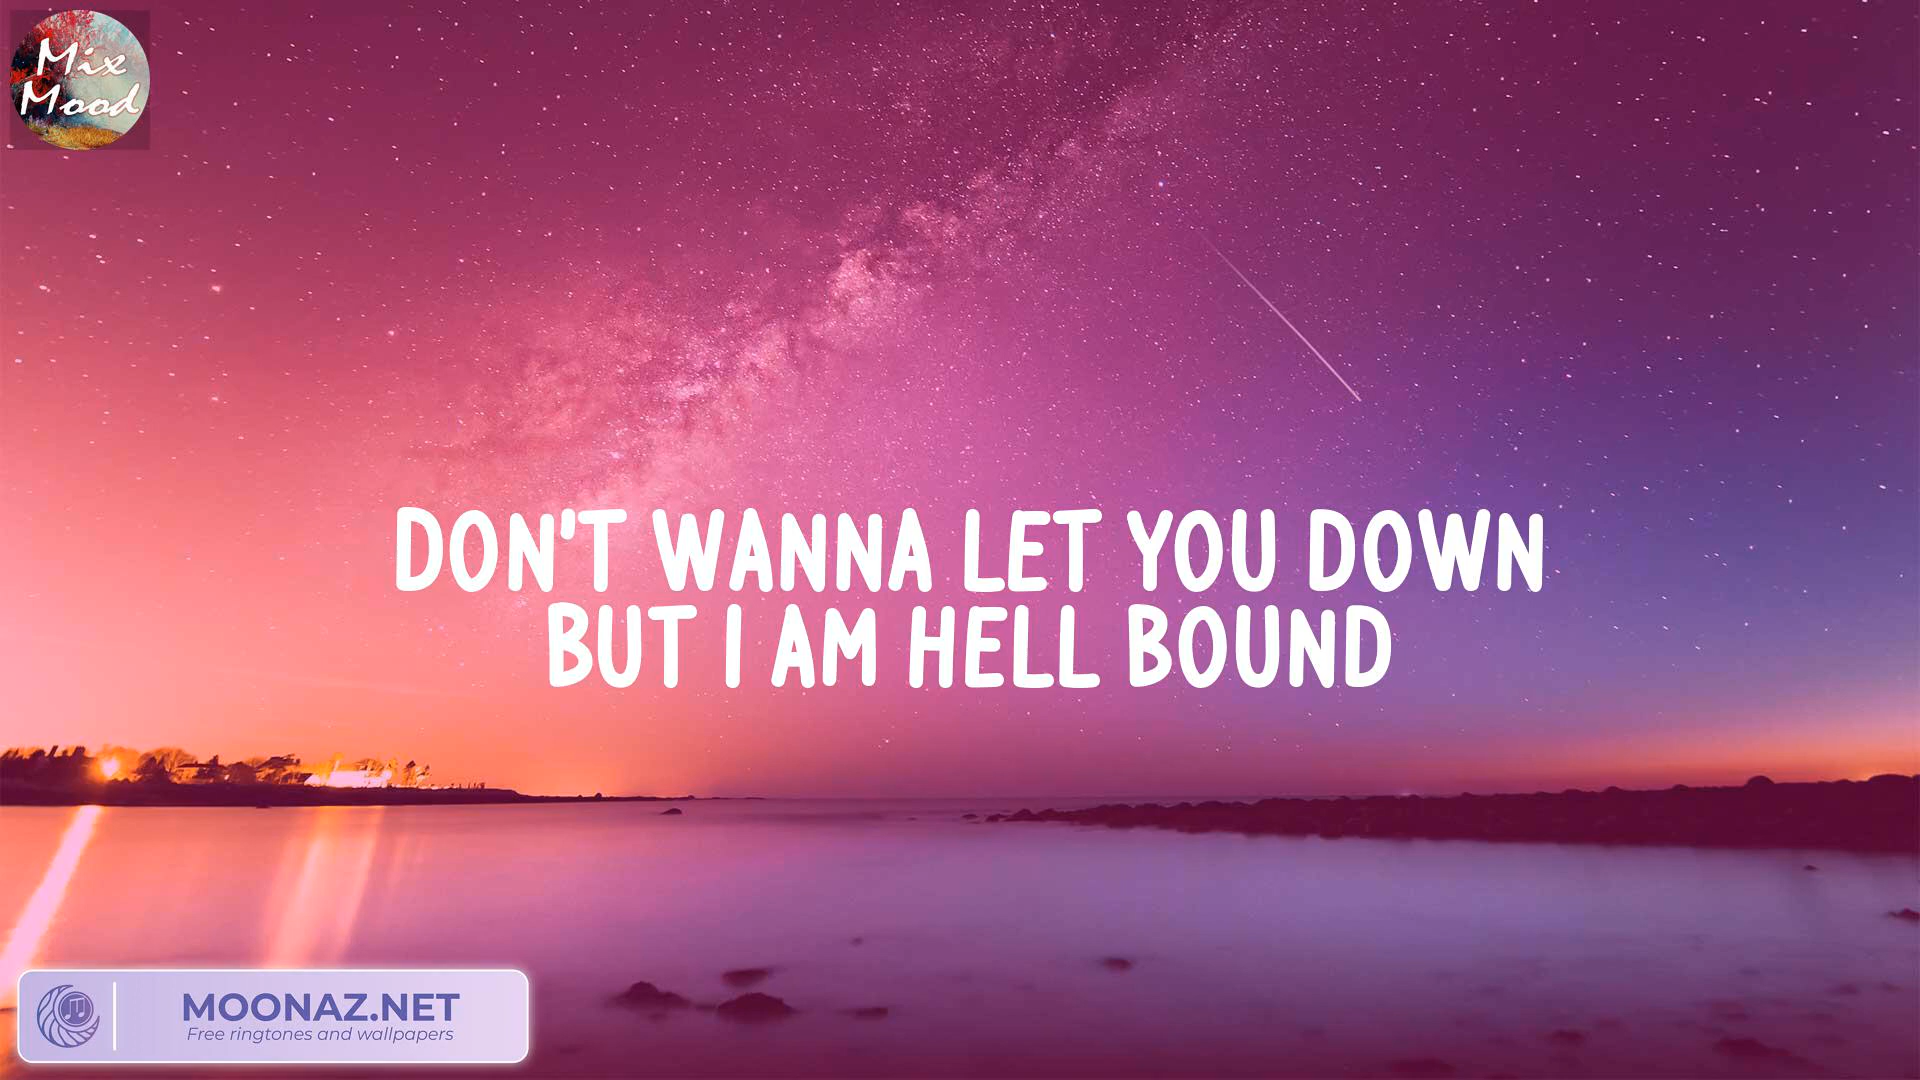 Mix
Mood
DON'T WANNA LET YOU DOWN
BUT I AM HELL BOUND
MOONAZ.NET
Free ringtones and wallpapers